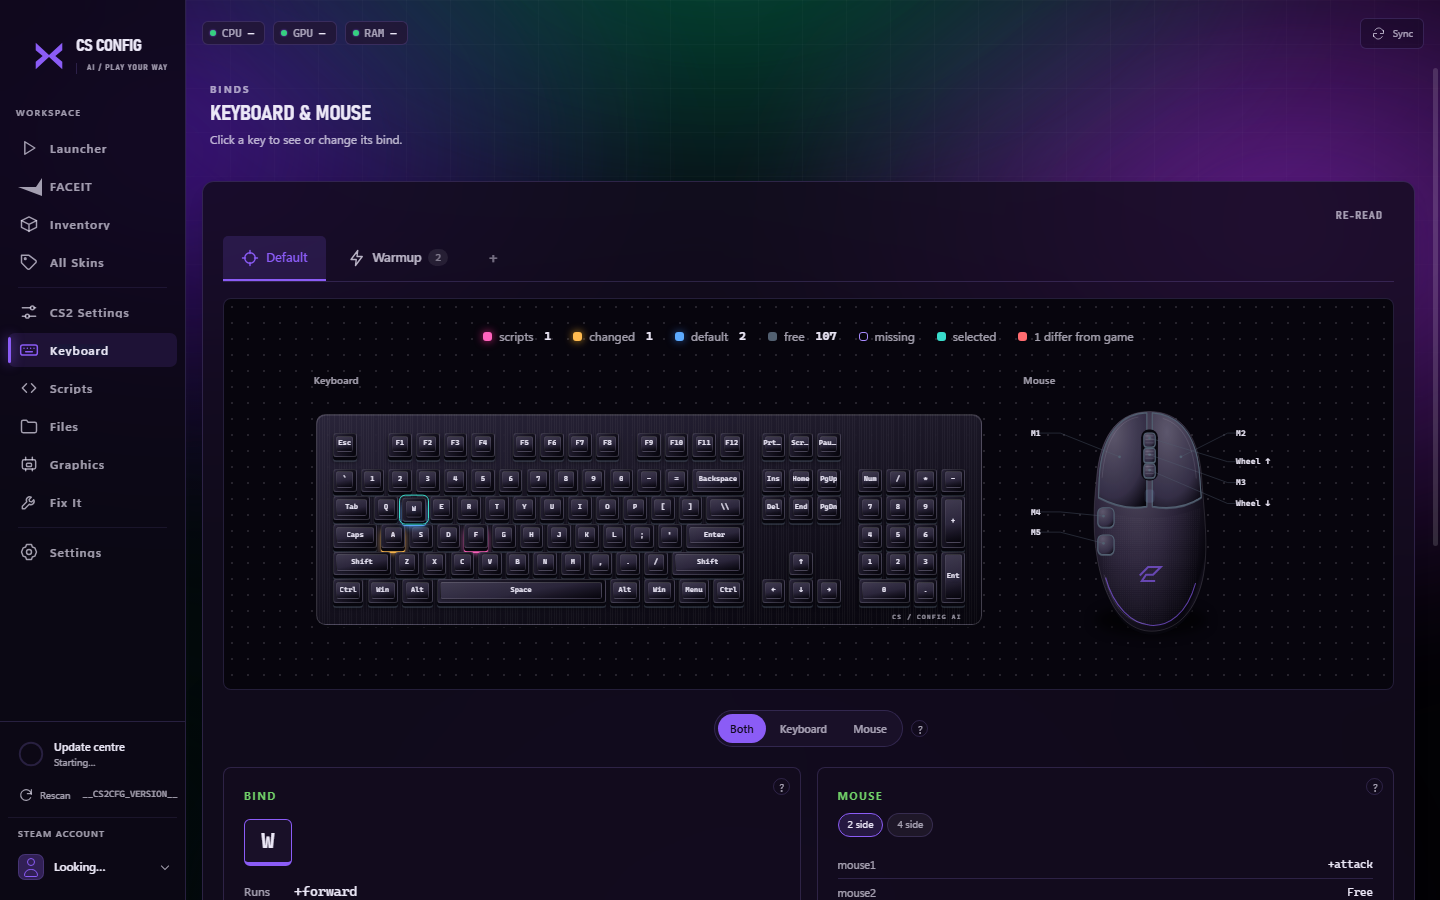 CS CONFIG
AI / PLAY YOUR WAY
CPU –
GPU –
RAM –
Sync
WORKSPACE
Launcher
FACEIT
Inventory
All Skins
CS2 Settings
Keyboard
Scripts
Files
Graphics
Fix It
Settings
Update centre
Starting...
Rescan __CS2CFG_VERSION__
STEAM ACCOUNT
Looking...
BINDS
KEYBOARD & MOUSE
Click a key to see or change its bind.
RE-READ
Default
Warmup 2
+
scripts 1 changed 1 default 2 free 107 missing selected 1 differ from game
Keyboard
Esc F1 F2 F3 F4 F5 F6 F7 F8 F9 F10 F11 F12 Prt… Scr… Pau…
` 1 2 3 4 5 6 7 8 9 0 - = Backspace Ins Home PgUp Num / * -
Tab Q W E R T Y U I O P [ ] \\ Del End PgDn 7 8 9 +
Caps A S D F G H J K L ; ' Enter 4 5 6
Shift Z X C V B N M , . / Shift ↑ 1 2 3 Ent
Ctrl Win Alt Space Alt Win Menu Ctrl ← ↓ → 0 .
CS / CONFIG AI
Mouse
M1
M2
Wheel ↑
M3
Wheel ↓
M4
M5
Both Keyboard Mouse ?
BIND ?
W
Runs +forward
MOUSE ?
2 side 4 side
mouse1 +attack
mouse2 Free